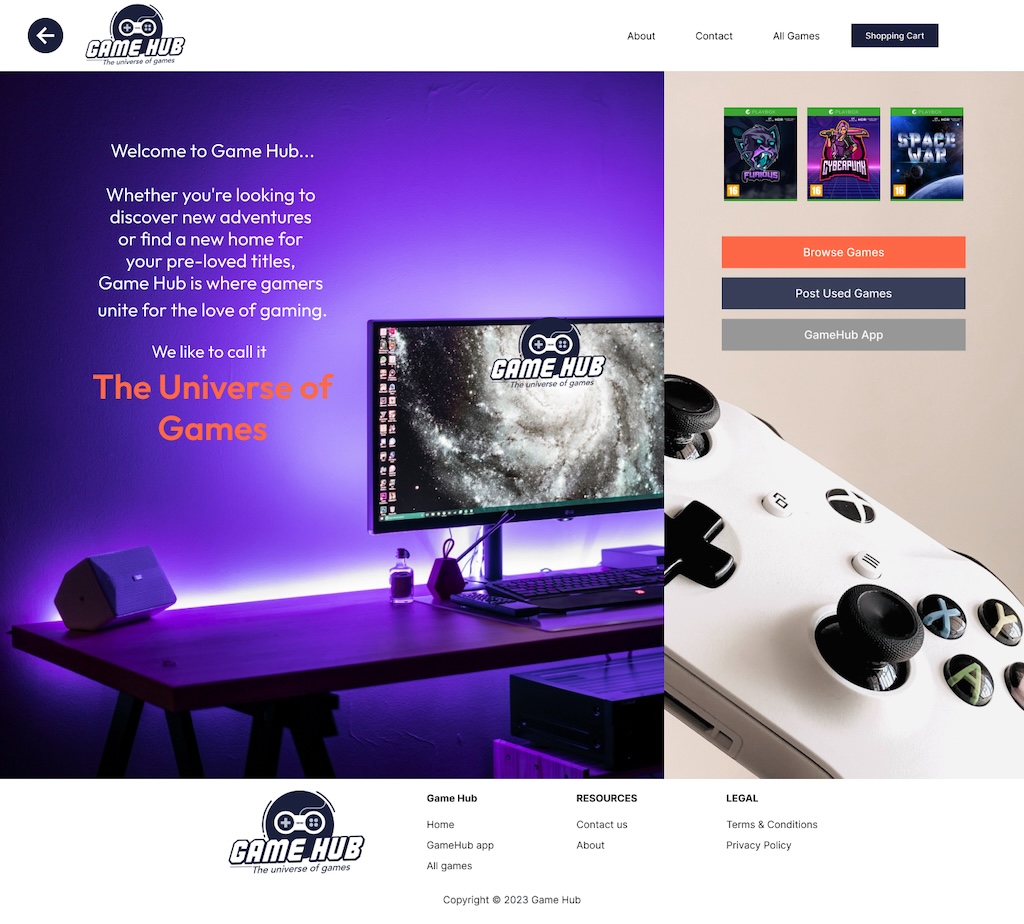 GAME HUB
The universe of games
About
Contact
All Games
Shopping Cart
Welcome to Game Hub...
Whether you're looking to
discover new adventures
or find a new home for
your pre-loved titles,
Game Hub is where gamers
unite for the love of gaming.
We like to call it
The Universe of
Games
GAME HUB
The universe of games
PLAYBOX
HDR
FURIOUS
16
PLAYBOX
HDR
CYBERPUNK
16
PLAYBOX
HDR
SPACE
WAR
16
Browse Games
Post Used Games
GameHub App
X
Y
A
GAME HUB
The universe of games
Game Hub
Home
GameHub app
All games
RESOURCES
Contact us
About
LEGAL
Terms & Conditions
Privacy Policy
Copyright © 2023 Game Hub